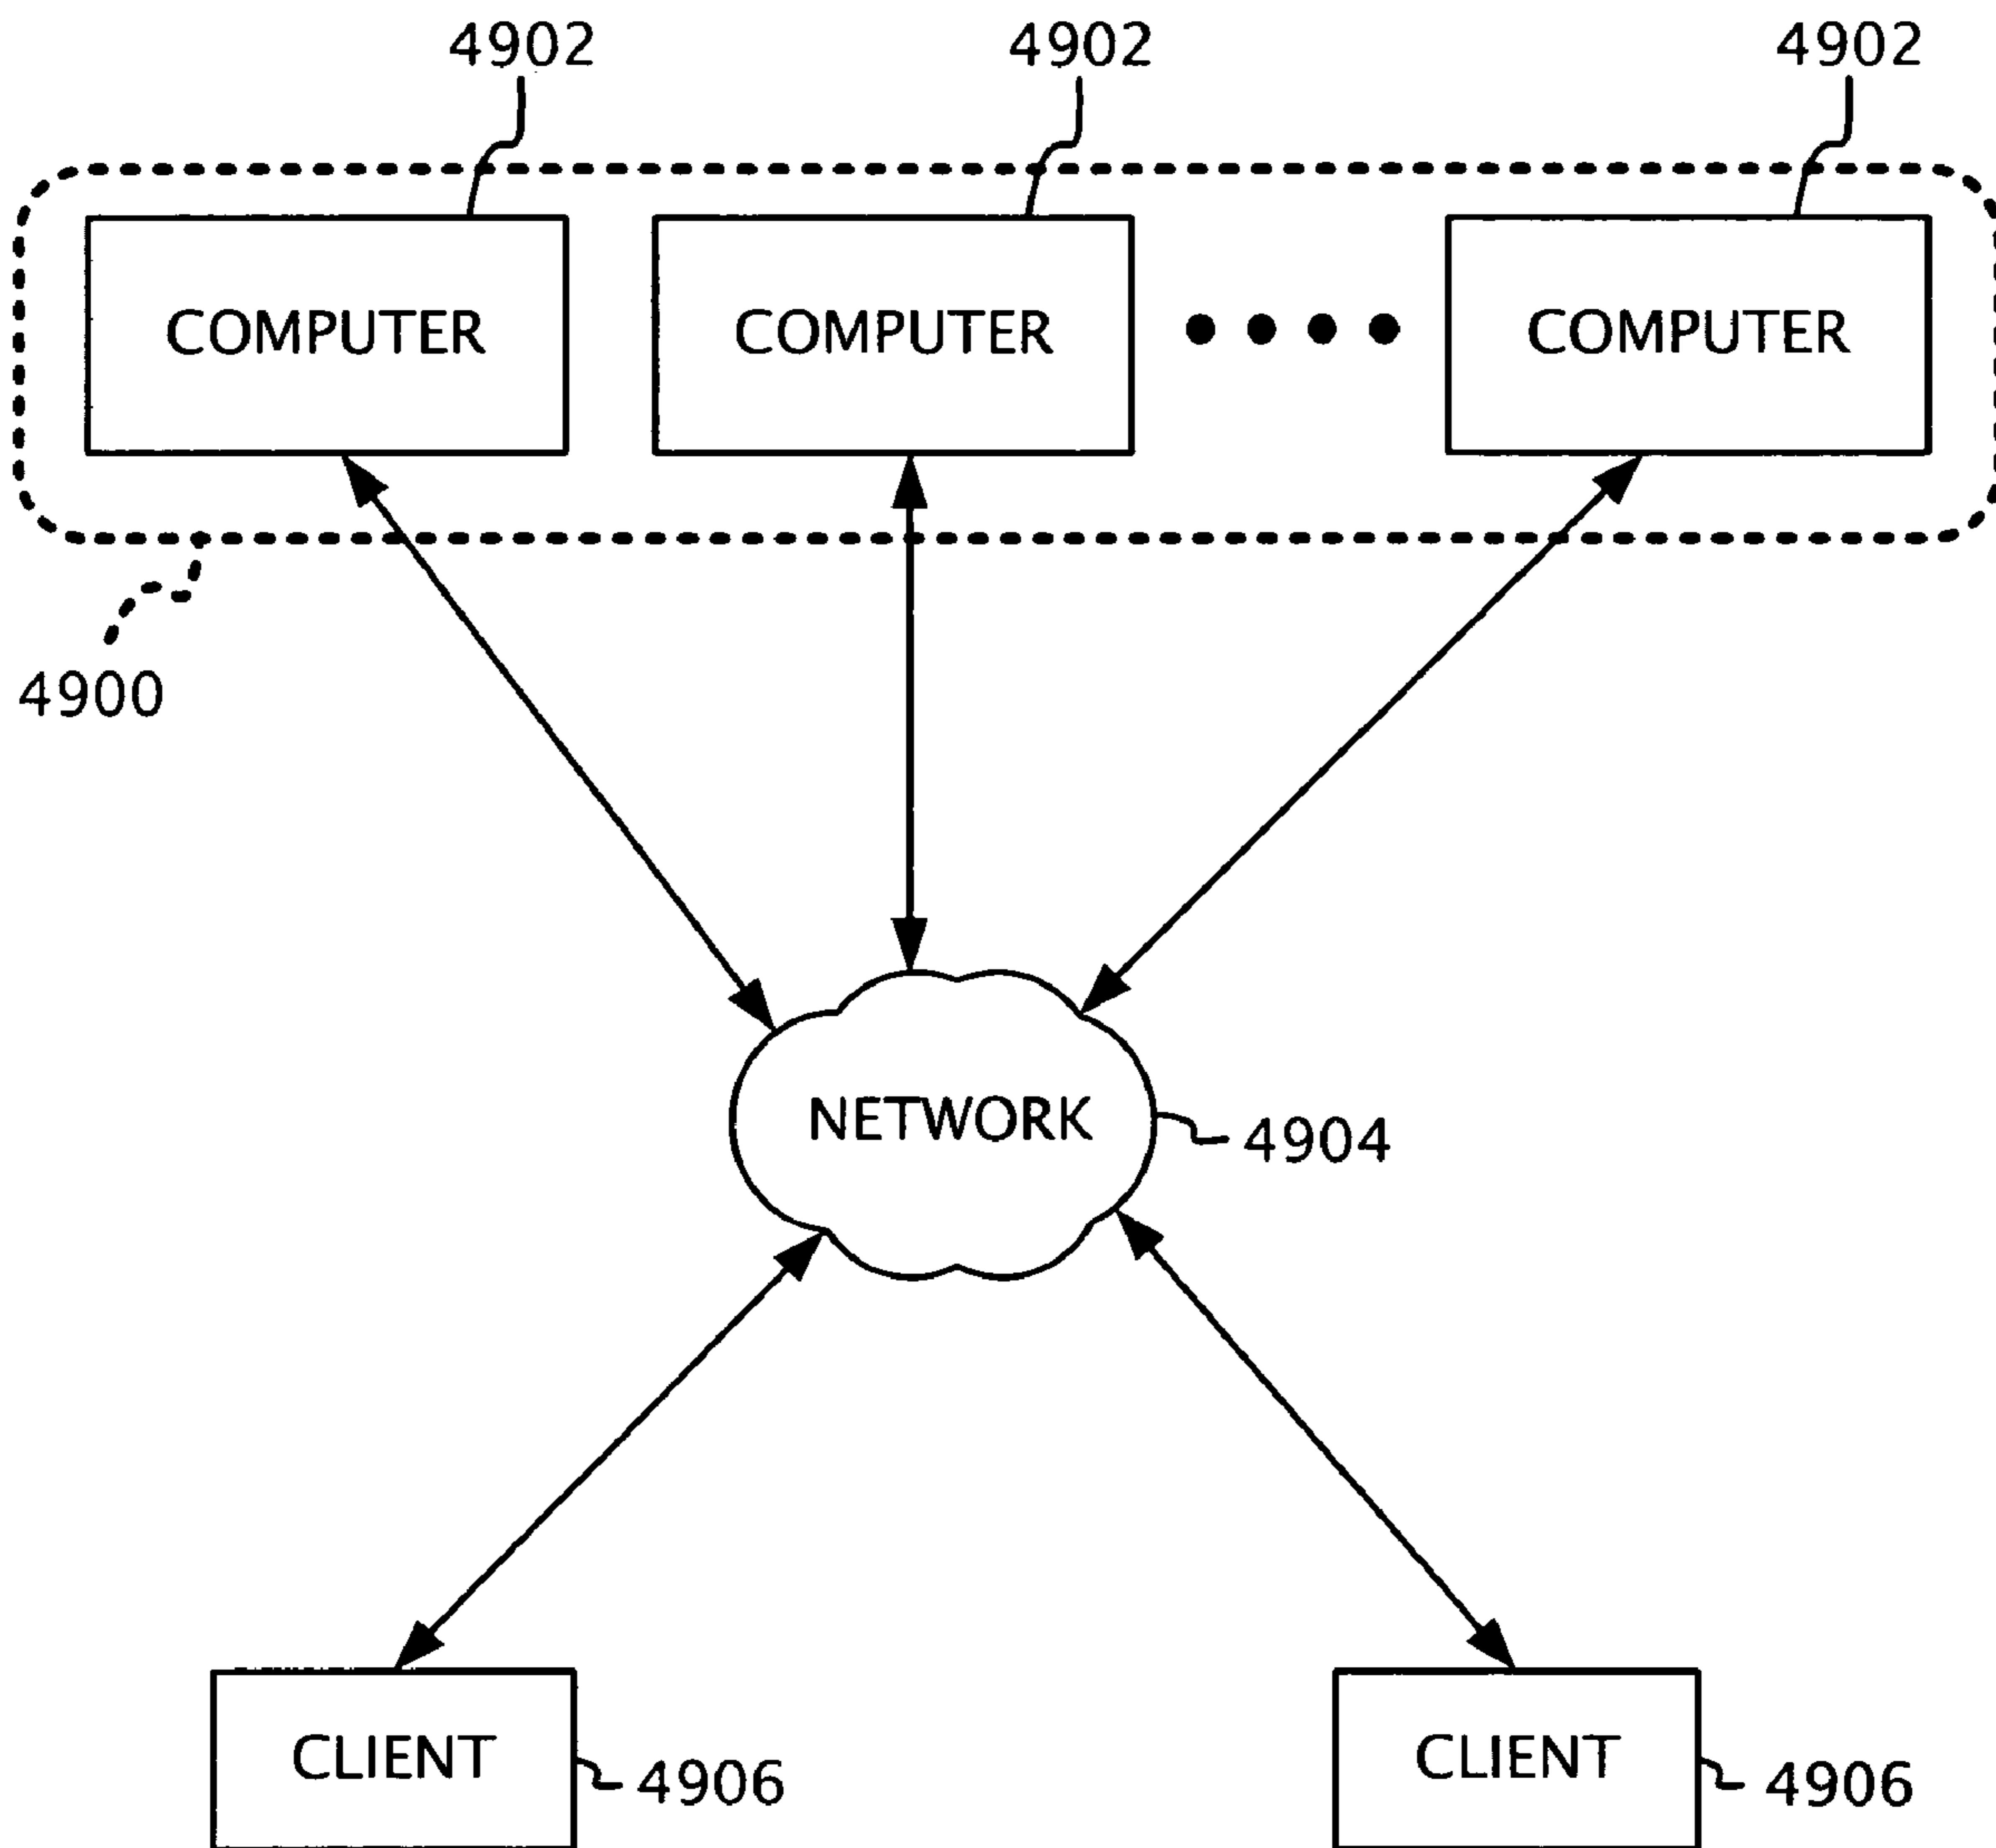 4902 4902 4902
COMPUTER COMPUTER COMPUTER
4900
NETWORK 4904
CLIENT 4906 CLIENT 4906